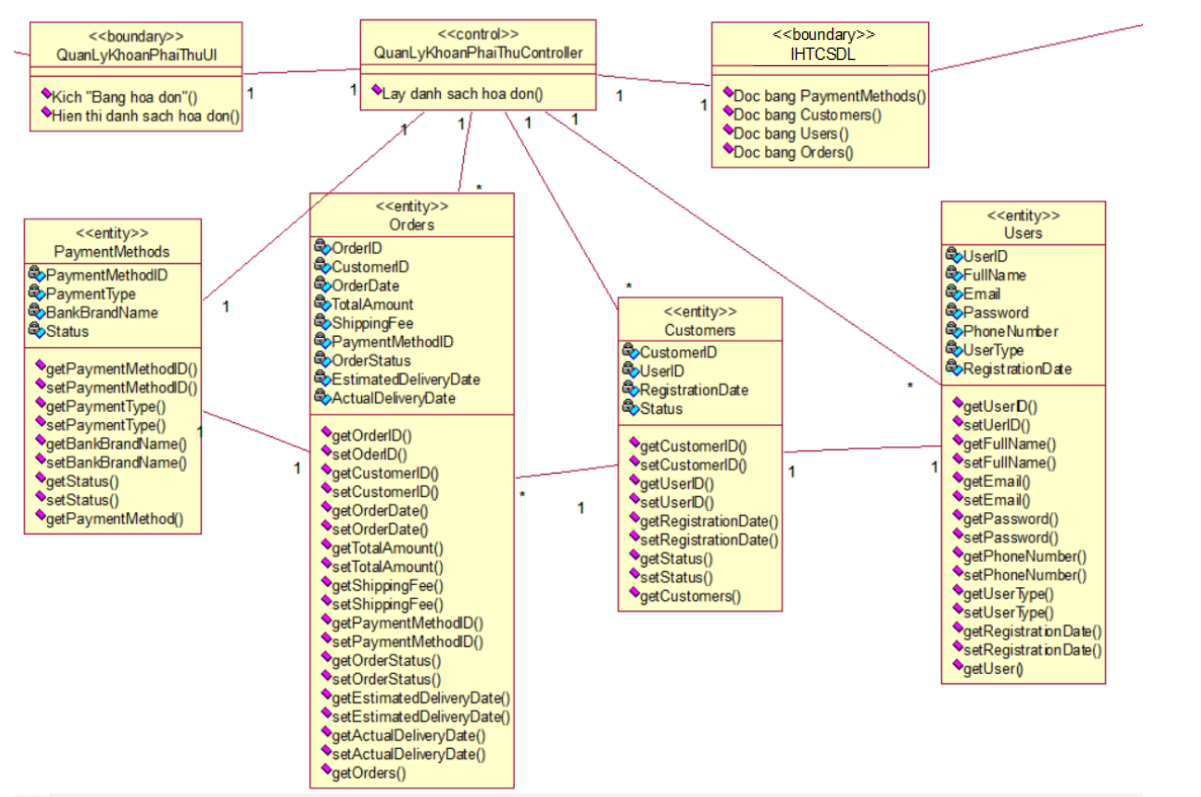 <<boundary>>
QuanLyKhoanPhaiThuUI
Kich "Bang hoa don"()
Hien thi danh sach hoa don()
1
1
<<control>>
QuanLyKhoanPhaiThuController
Lay danh sach hoa don()
1
1
1
1
1
1
<<boundary>>
IHTCSDL
Doc bang PaymentMethods()
Doc bang Customers()
Doc bang Users()
Doc bang Orders()
<<entity>>
PaymentMethods
PaymentMethodID
PaymentType
BankBrandName
Status
getPaymentMethodID()
setPaymentMethodID()
getPaymentType()
setPaymentType()
getBankBrandName()
setBankBrandName()
getStatus()
setStatus()
getPaymentMethod()
1
1
1
*
<<entity>>
Orders
OrderID
CustomerID
OrderDate
TotalAmount
ShippingFee
PaymentMethodID
OrderStatus
EstimatedDeliveryDate
ActualDeliveryDate
getOrderID()
setOderID()
getCustomerID()
setCustomerID()
getOrderDate()
setOrderDate()
getTotalAmount()
setTotalAmount()
getShippingFee()
setShippingFee()
getPaymentMethodID()
setPaymentMethodID()
getOrderStatus()
setOrderStatus()
getEstimatedDeliveryDate()
setEstimatedDeliveryDate()
getActualDeliveryDate()
setActualDeliveryDate()
getOrders()
*
1
*
<<entity>>
Customers
CustomerID
UserID
RegistrationDate
Status
getCustomerID()
setCustomerID()
getUserID()
setUserID()
getRegistrationDate()
setRegistrationDate()
getStatus()
setStatus()
getCustomers()
1
1
*
<<entity>>
Users
UserID
FullName
Email
Password
PhoneNumber
UserType
RegistrationDate
getUserID()
setUerID()
getFullName()
setFullName()
getEmail()
setEmail()
getPassword()
setPassword()
getPhoneNumber()
setPhoneNumber()
getUserType()
setUserType()
getRegistrationDate()
setRegistrationDate()
getUser()